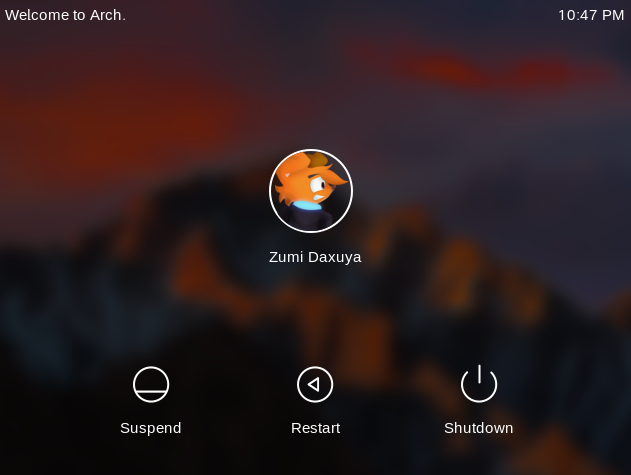 Welcome to Arch.
10:47 PM
Zumi Daxuya
Suspend
Restart
Shutdown